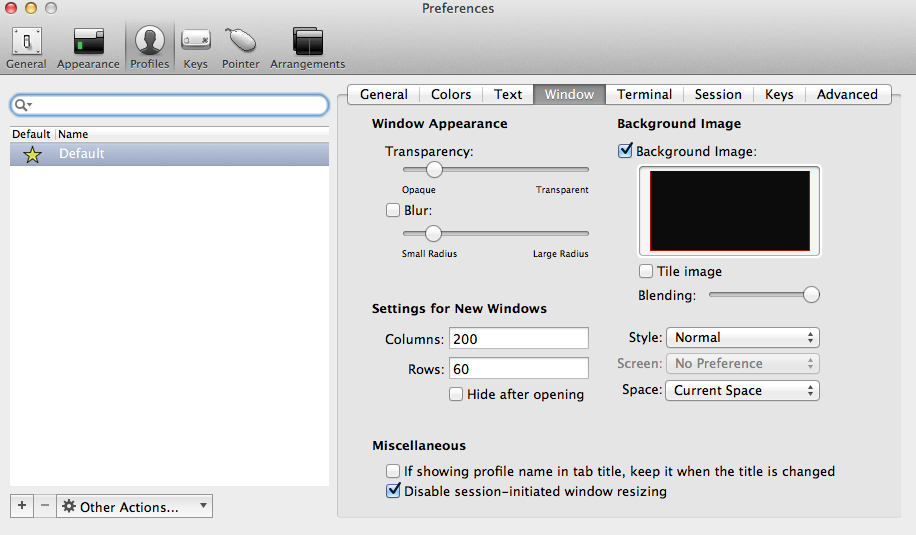 Preferences
General Appearance Profiles Keys Pointer Arrangements
General Colors Text Window Terminal Session Keys Advanced
Default Name
Default
Other Actions...
Window Appearance
Transparency:
Opaque Transparent
Blur:
Small Radius Large Radius
Settings for New Windows
Columns: 200
Rows: 60
Hide after opening
Background Image
Background Image:
Tile image
Blending:
Style: Normal
Screen: No Preference
Space: Current Space
Miscellaneous
If showing profile name in tab title, keep it when the title is changed
Disable session-initiated window resizing